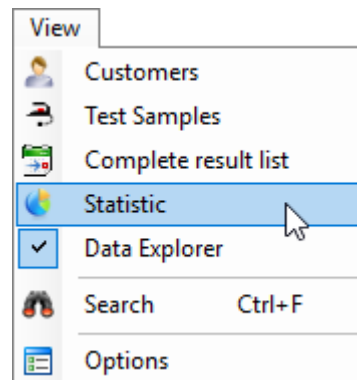 View
Customers
Test Samples
Complete result list
Statistic
Data Explorer
Search Ctrl+F
Options